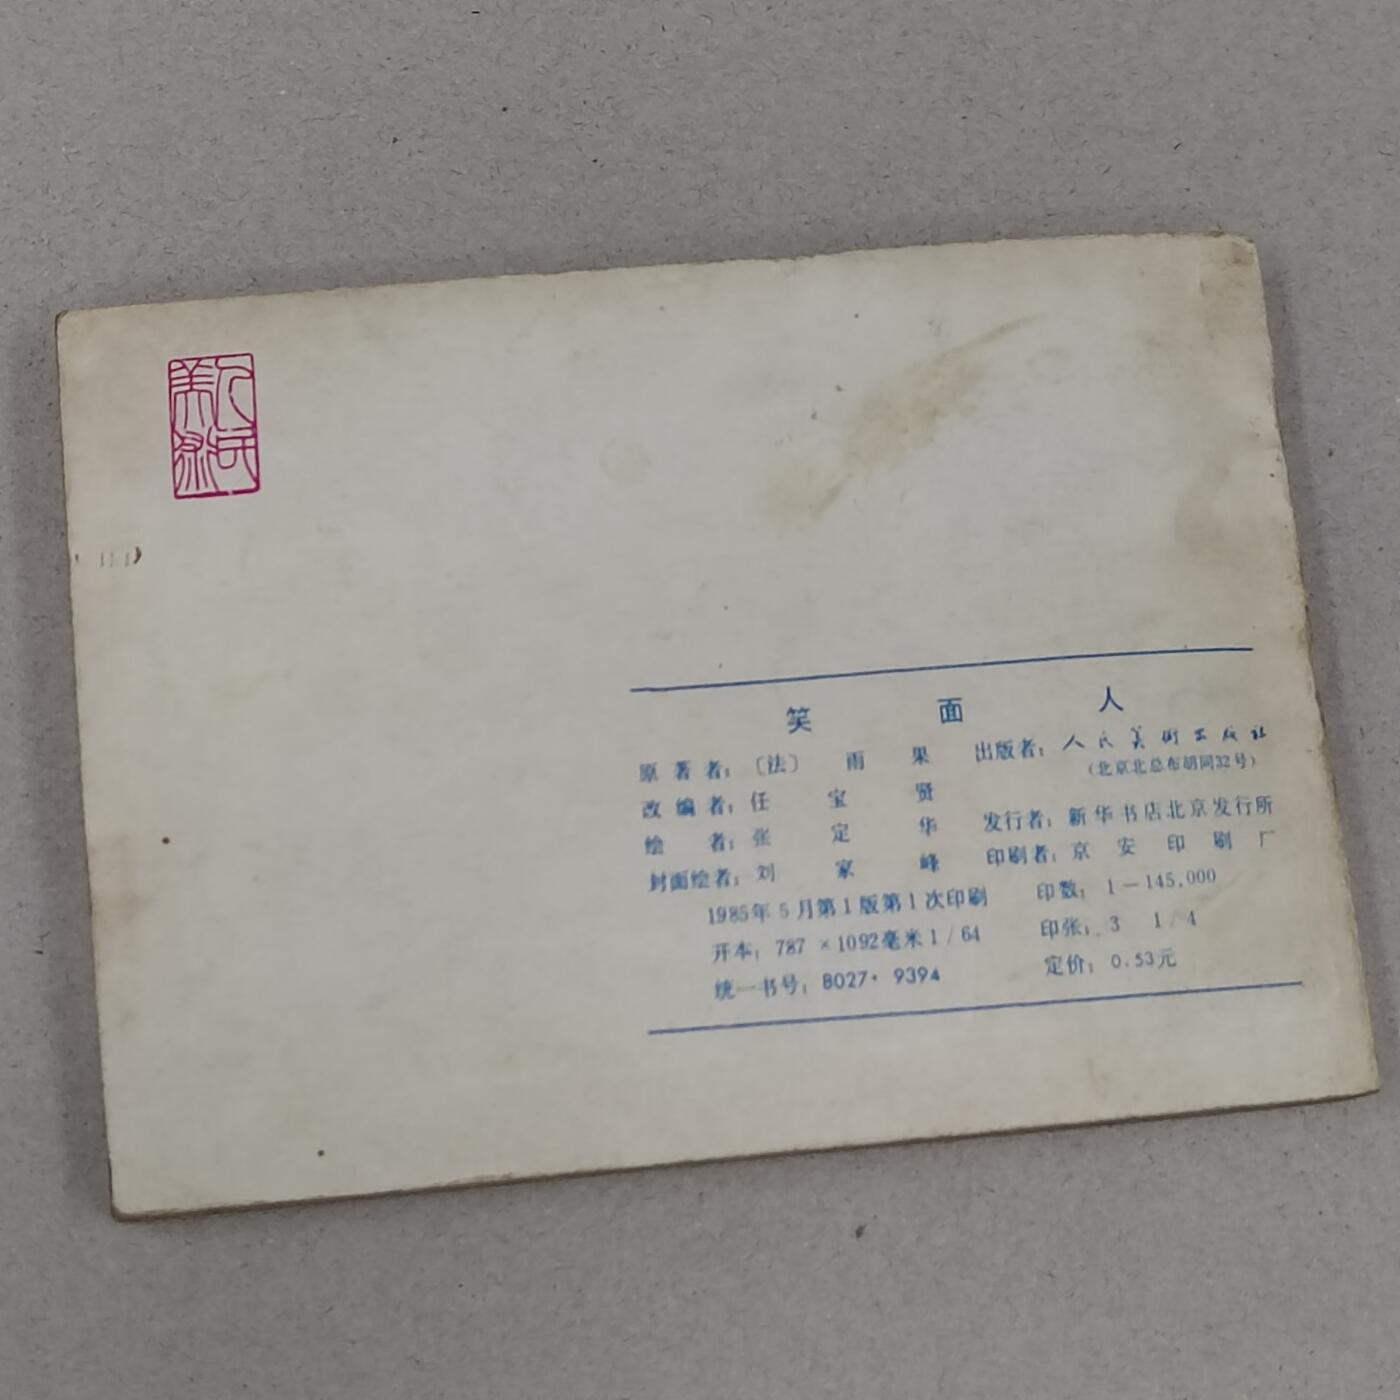 人民美術
笑面人
原著者：〔法〕雨果 出版者：人民美術出版社
（北京北总布胡同32号）
改编者：任宝贤
绘者：张定华 发行者：新华书店北京发行所
封面绘者：刘家峰 印刷者：京安印刷厂
1985年5月第1版第1次印刷 印数：1－145,000
开本：787×1092毫米1/64 印张：3 1/4
统一书号：8027·9394 定价：0.53元